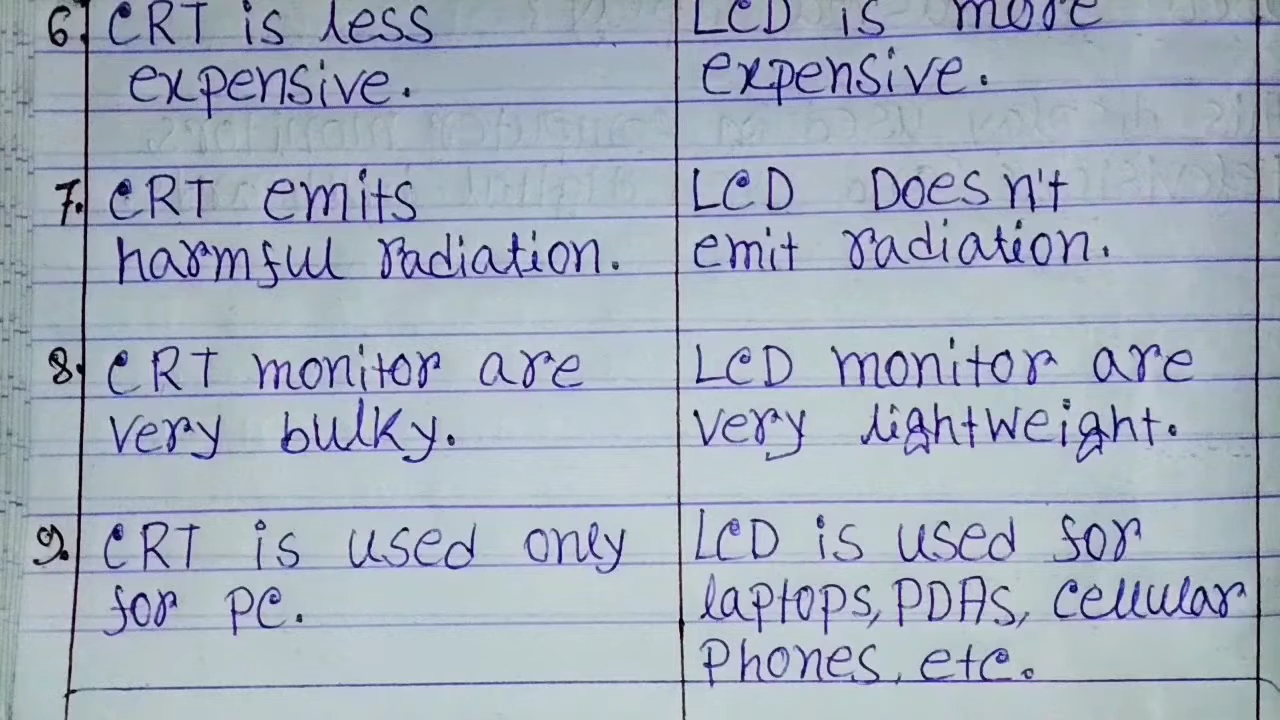 6. CRT is less
expensive.
LCD is more
expensive.
7. CRT emits
harmful radiation.
LCD Doesn't
emit radiation.
8. CRT monitor are
very bulky.
LCD monitor are
very lightweight.
9. CRT is used only
for PC.
LCD is used for
laptops, PDAs, cellular
Phones, etc.